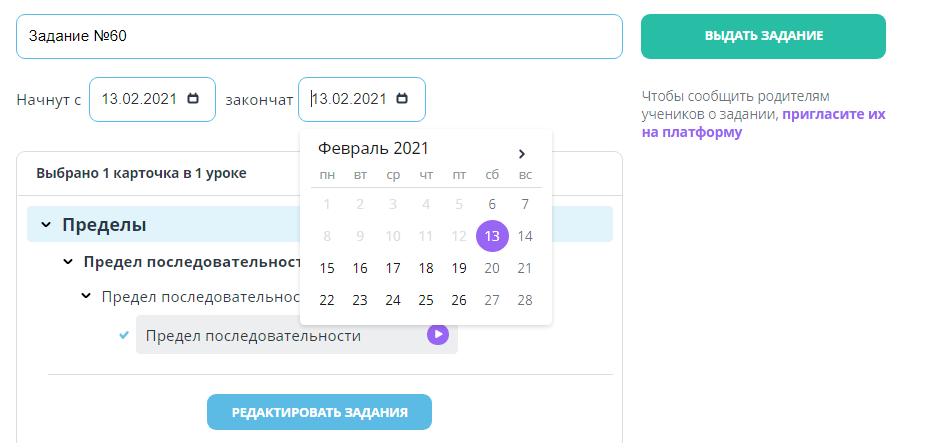 Задание №60
ВЫДАТЬ ЗАДАНИЕ
Начнут с 13.02.2021 закончат 13.02.2021
Чтобы сообщить родителям
учеников о задании, пригласите их
на платформу
Февраль 2021
пн вт ср чт пт сб вс
1 2 3 4 5 6 7
8 9 10 11 12 13 14
15 16 17 18 19 20 21
22 23 24 25 26 27 28
Выбрано 1 карточка в 1 уроке
Пределы
Предел последовательност
Предел последовательнос
Предел последовательности
РЕДАКТИРОВАТЬ ЗАДАНИЯ